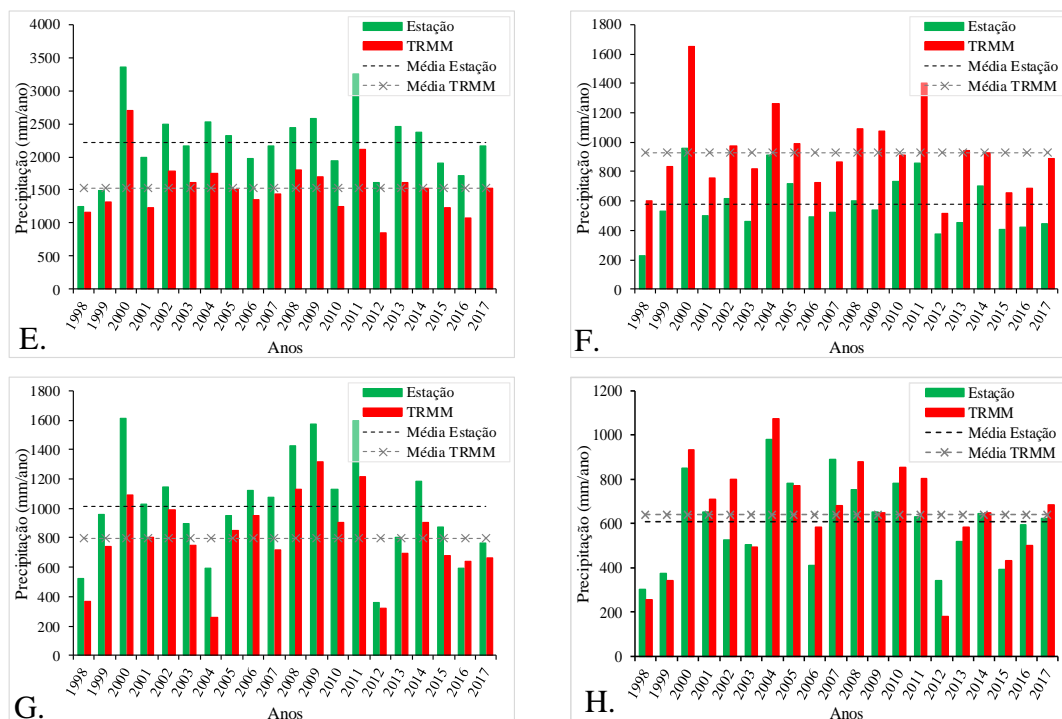 4000
3500
3000
2500
2000
1500
1000
500
0
Precipitação (mm/ano)
Estação
TRMM
Média Estação
Média TRMM
1998 1999 2000 2001 2002 2003 2004 2005 2006 2007 2008 2009 2010 2011 2012 2013 2014 2015 2016 2017
Anos
E.
1800
1600
1400
1200
1000
800
600
400
200
0
Precipitação (mm/ano)
Estação
TRMM
Média Estação
Média TRMM
1998 1999 2000 2001 2002 2003 2004 2005 2006 2007 2008 2009 2010 2011 2012 2013 2014 2015 2016 2017
Anos
F.
1800
1600
1400
1200
1000
800
600
400
200
0
Precipitação (mm/ano)
Estação
TRMM
Média Estação
Média TRMM
1998 1999 2000 2001 2002 2003 2004 2005 2006 2007 2008 2009 2010 2011 2012 2013 2014 2015 2016 2017
Anos
G.
1200
1000
800
600
400
200
0
Precipitação (mm/ano)
Estação
TRMM
Média Estação
Média TRMM
1998 1999 2000 2001 2002 2003 2004 2005 2006 2007 2008 2009 2010 2011 2012 2013 2014 2015 2016 2017
Anos
H.